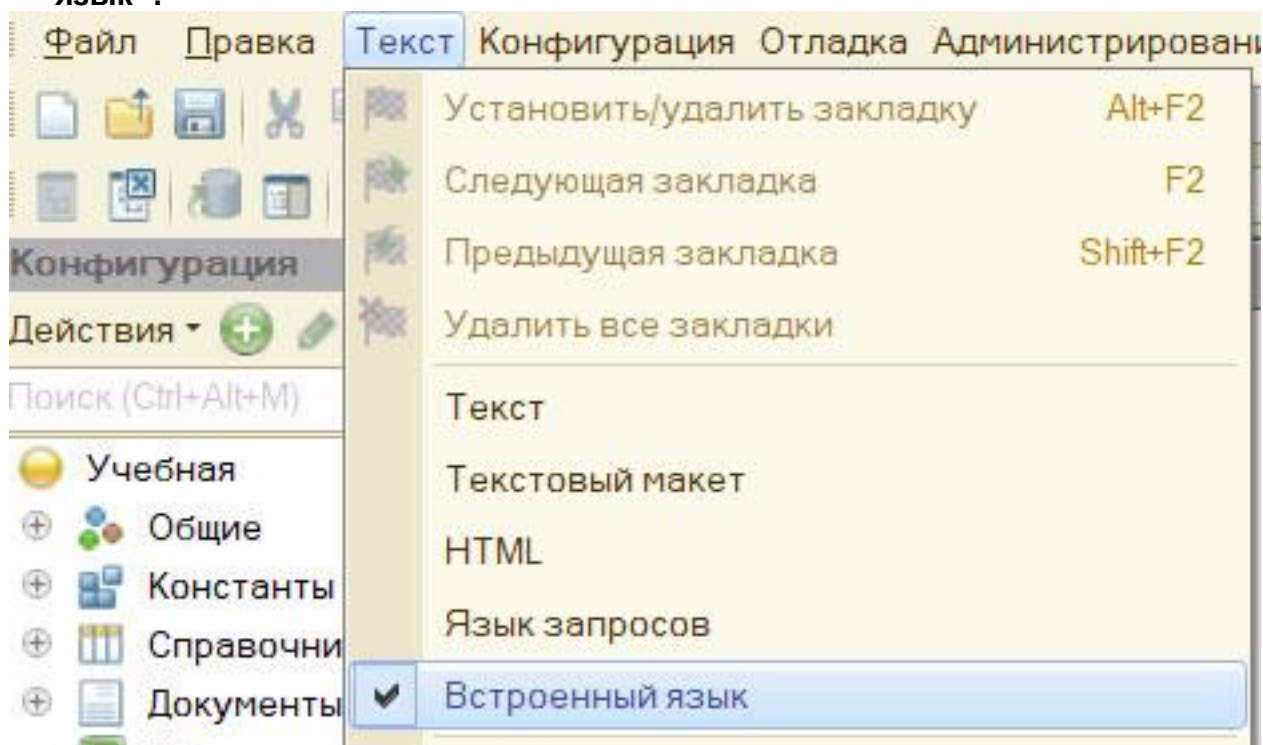 язык".
Файл Правка Текст Конфигурация Отладка Администрировани
Установить/удалить закладку Alt+F2
Следующая закладка F2
Предыдущая закладка Shift+F2
Удалить все закладки
Текст
Текстовый макет
HTML
Язык запросов
Встроенный язык
Конфигурация
Действия
Поиск (Ctrl+Alt+M)
Учебная
Общие
Константы
Справочни
Документы